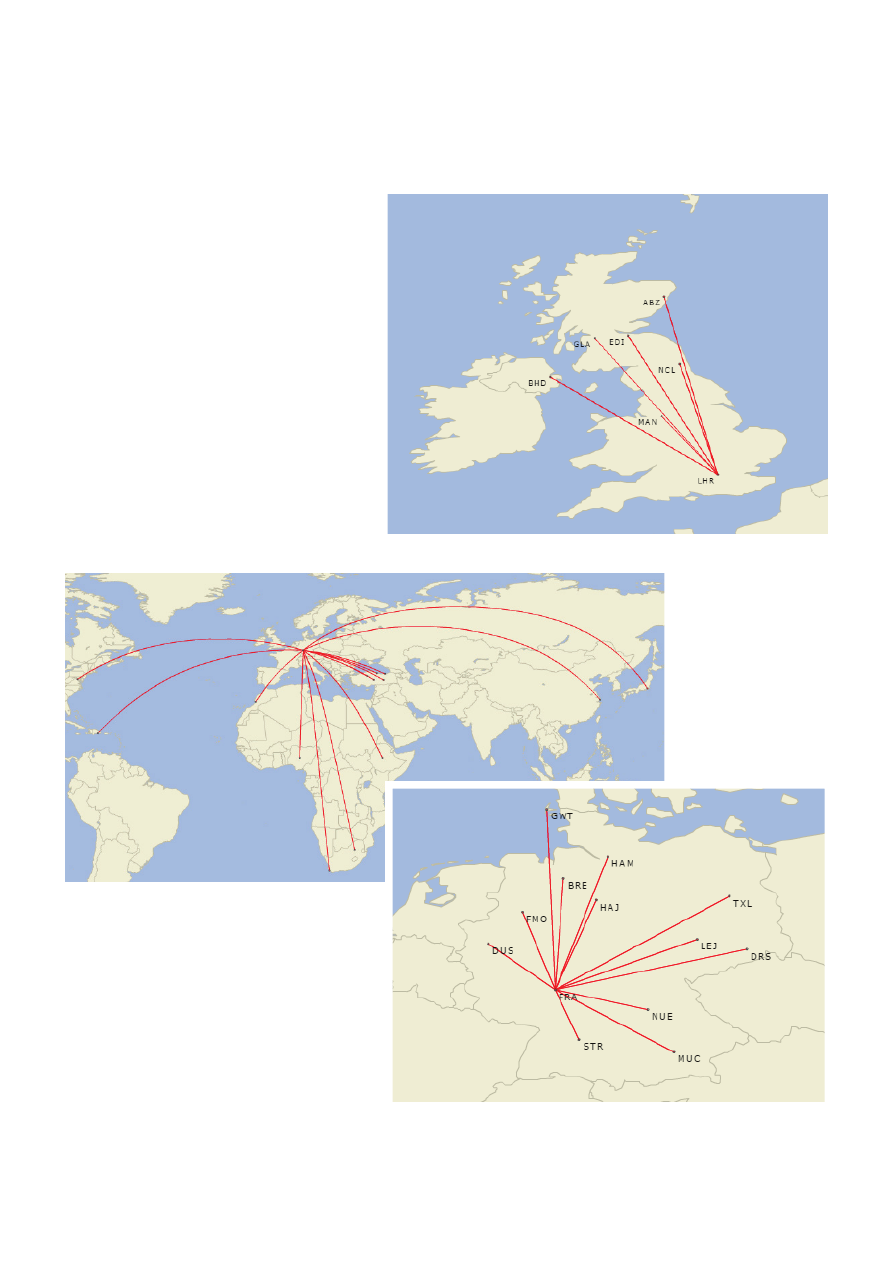 ABZ
GLA
EDI
NCL
BHD
MAN
LHR
GWT
HAM
BRE
HAJ
TXL
FMO
LEJ
DUS
DRS
FRA
NUE
STR
MUC